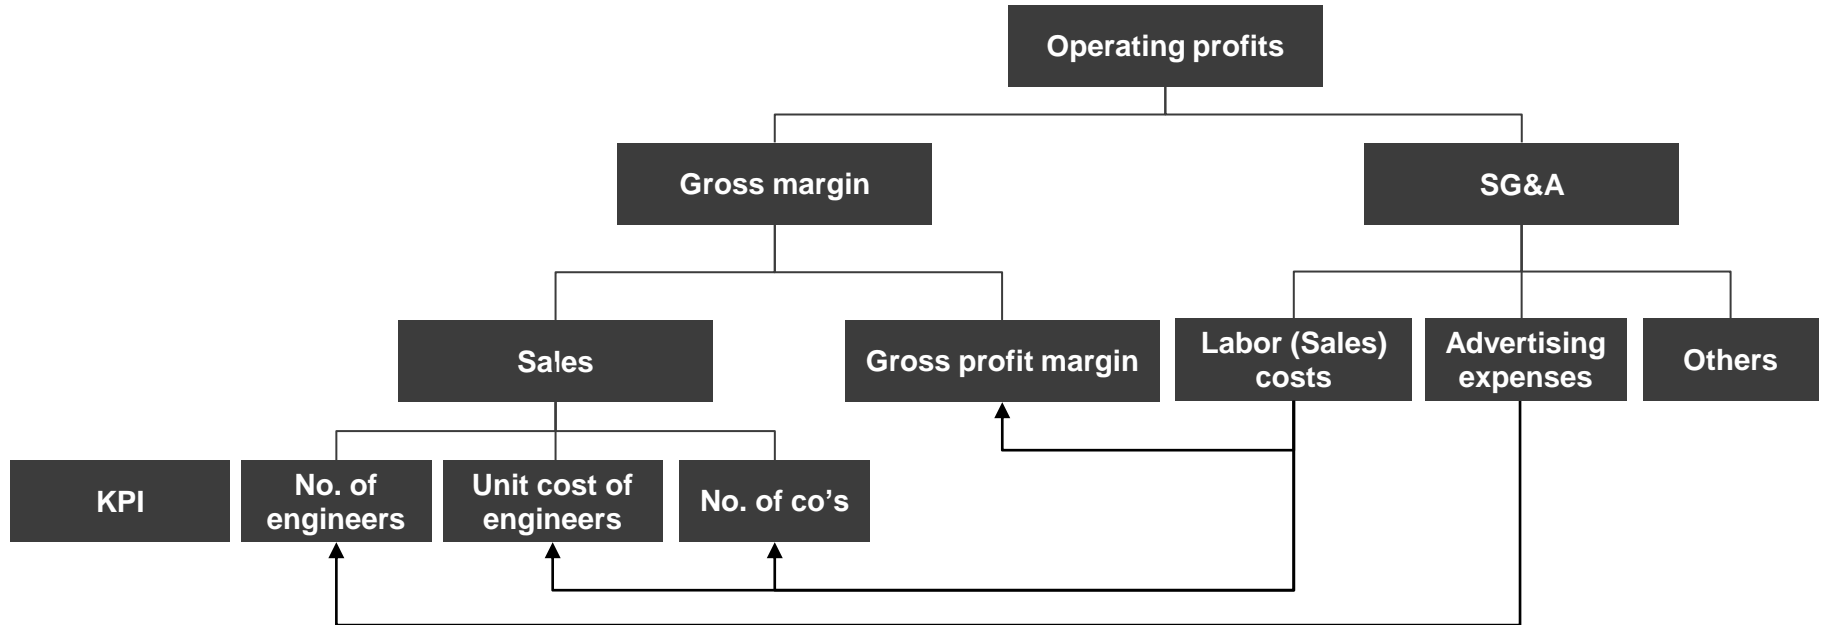 Operating profits
Gross margin
SG&A
Sales
Gross profit margin
Labor (Sales)
costs
Advertising
expenses
Others
KPI
No. of
engineers
Unit cost of
engineers
No. of co’s